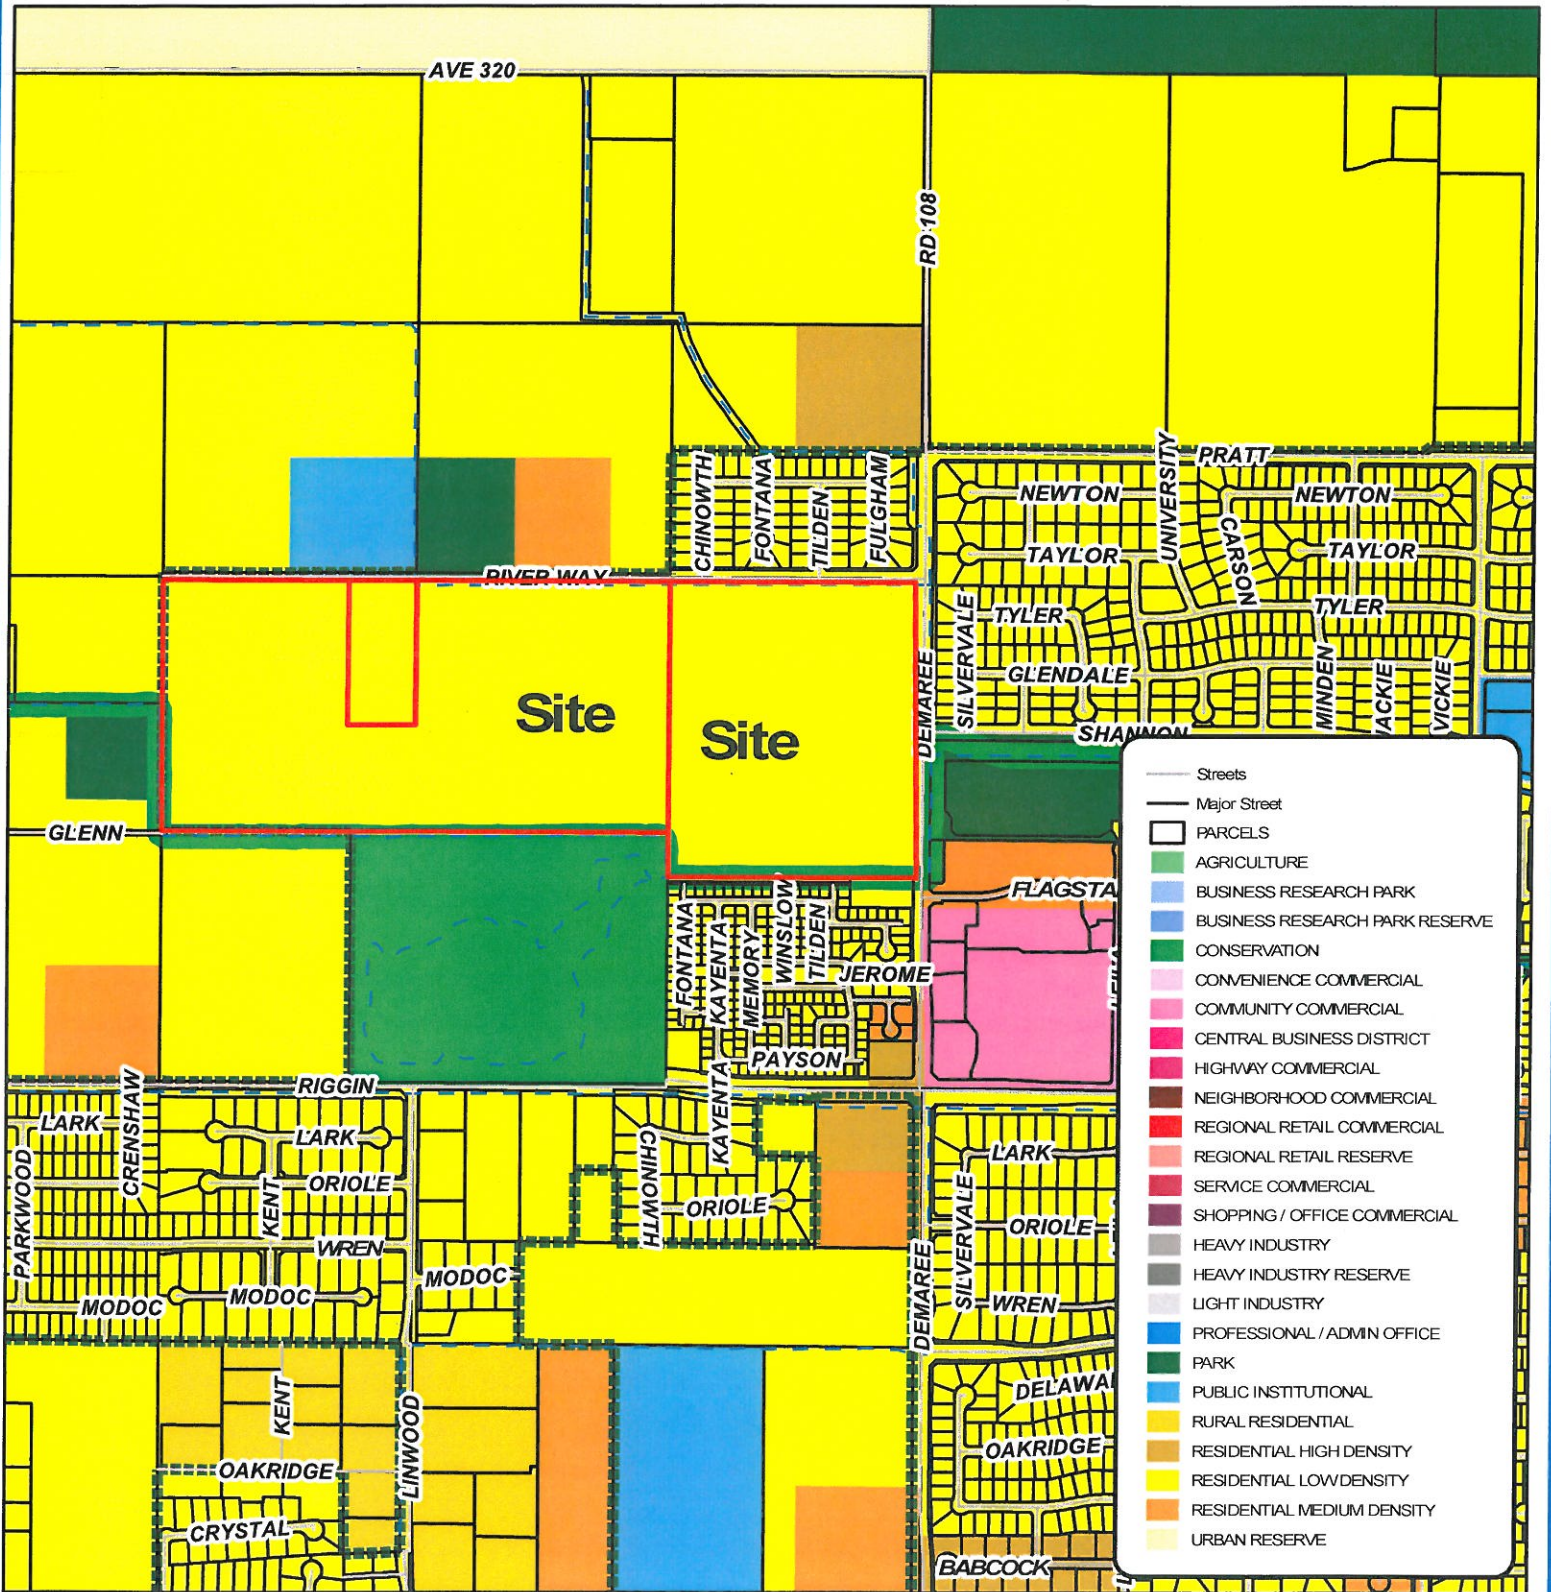 AVE 320
RD 108
PRATT
CHINOWTH
FONTANA
TILDEN
FULGHAM
NEWTON
UNIVERSITY
NEWTON
TAYLOR
CARSON
TAYLOR
RIVER WAY
SILVERVALE
TYLER
TYLER
DEMAREE
GLENDALE
MINDEN
JACKIE
VICKIE
Site
Site
SHANNON
GLENN
FLAGSTA
FONTANA
KAYENTA
MEMORY
WINSLOW
TILDEN
JEROME
PAYSON
RIGGIN
LARK
CRENSHAW
LARK
ORIOLE
PARKWOOD
KENT
WREN
MODOC
MODOC
MODOC
CHINOWTH
KAYENTA
ORIOLE
DEMAREE
SILVERVALE
LARK
ORIOLE
WREN
DELAWA
OAKRIDGE
BABCOCK
KENT
LINWOOD
OAKRIDGE
CRYSTAL
Streets
Major Street
PARCELS
AGRICULTURE
BUSINESS RESEARCH PARK
BUSINESS RESEARCH PARK RESERVE
CONSERVATION
CONVENIENCE COMMERCIAL
COMMUNITY COMMERCIAL
CENTRAL BUSINESS DISTRICT
HIGHWAY COMMERCIAL
NEIGHBORHOOD COMMERCIAL
REGIONAL RETAIL COMMERCIAL
REGIONAL RETAIL RESERVE
SERVICE COMMERCIAL
SHOPPING / OFFICE COMMERCIAL
HEAVY INDUSTRY
HEAVY INDUSTRY RESERVE
LIGHT INDUSTRY
PROFESSIONAL / ADMIN OFFICE
PARK
PUBLIC INSTITUTIONAL
RURAL RESIDENTIAL
RESIDENTIAL HIGH DENSITY
RESIDENTIAL LOW DENSITY
RESIDENTIAL MEDIUM DENSITY
URBAN RESERVE